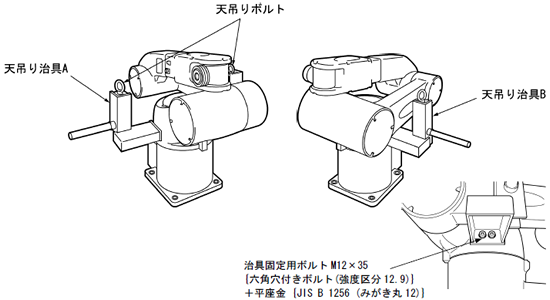 天吊りボルト
天吊り治具A
天吊り治具B
治具固定用ボルトM12×35
[六角穴付きボルト(強度区分12.9)]
＋平座金 [JIS B 1256 (みがき丸12)]